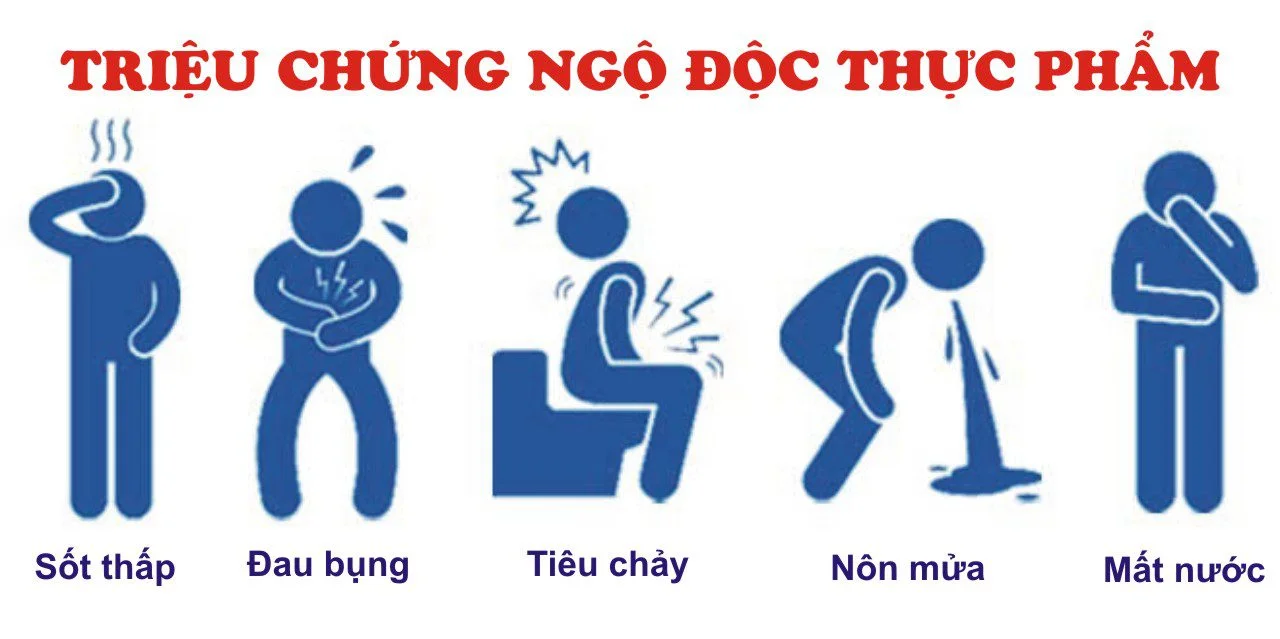 TRIỆU CHỨNG NGỘ ĐỘC THỰC PHẨM
Sốt thấp
Đau bụng
Tiêu chảy
Nôn mửa
Mất nước